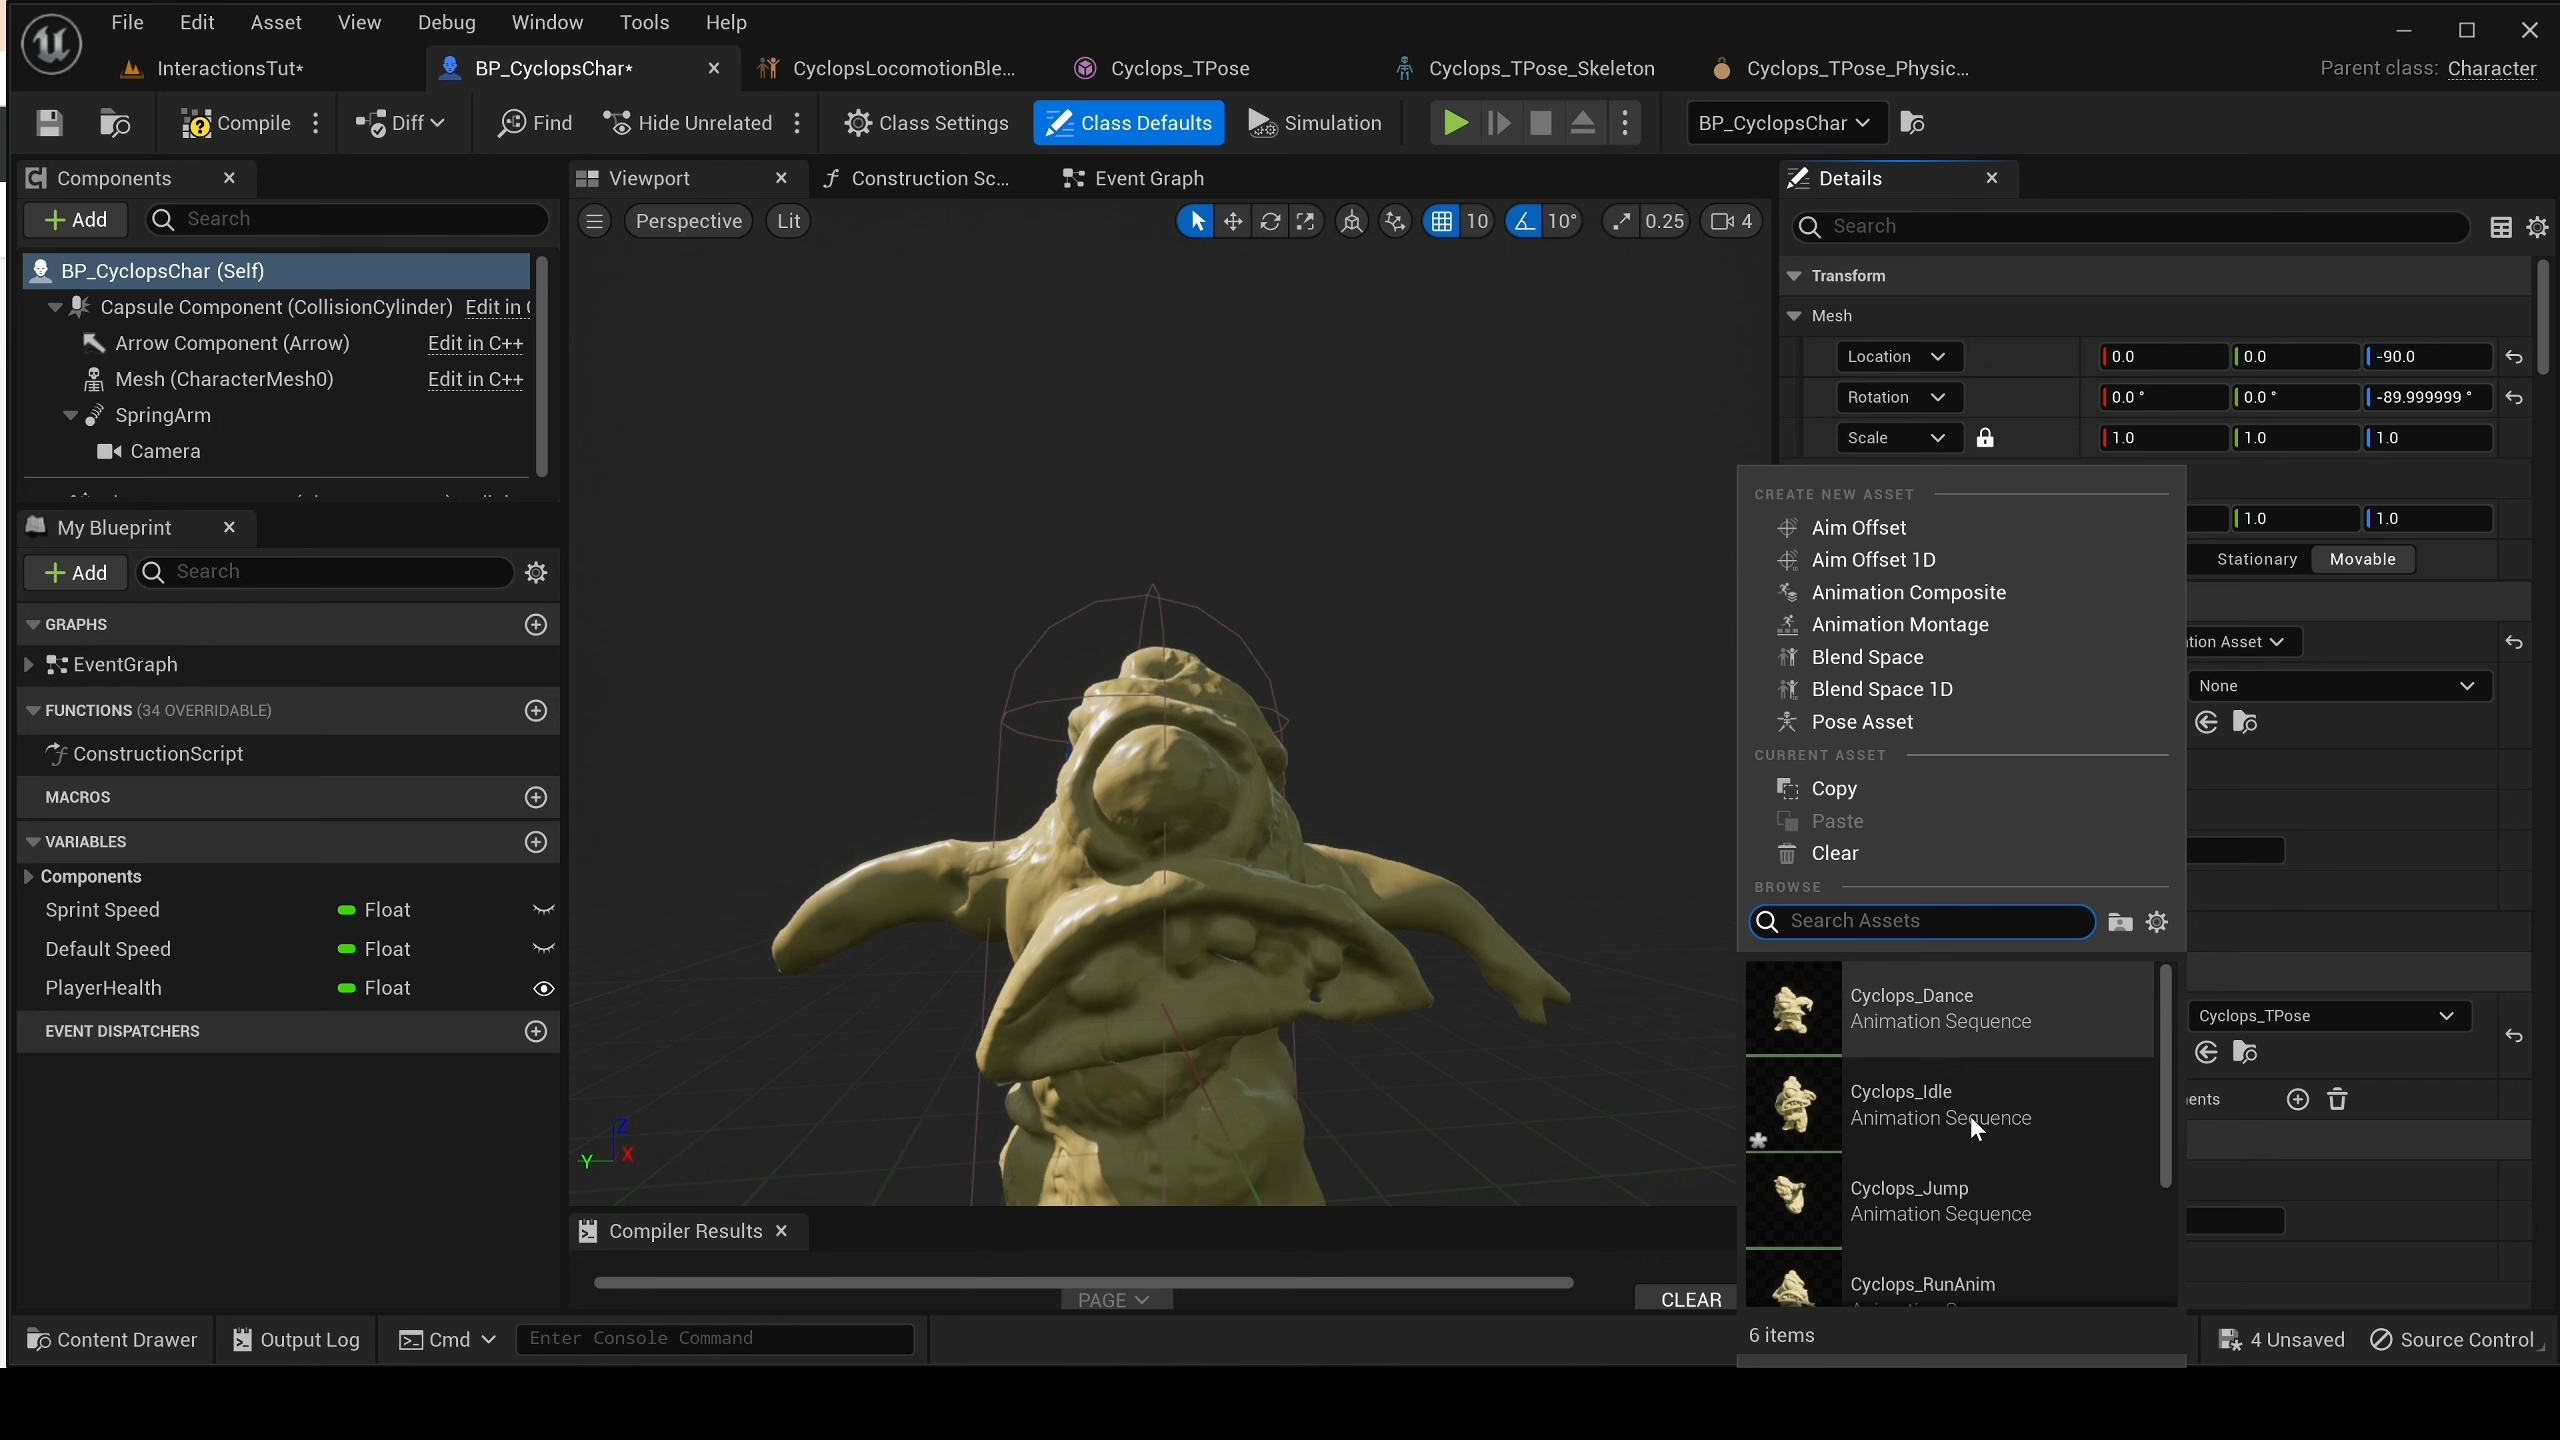 File Edit Asset View Debug Window Tools Help
InteractionsTut*
BP_CyclopsChar*
CyclopsLocomotionBle...
Cyclops_TPose
Cyclops_TPose_Skeleton
Cyclops_TPose_Physic...
Parent class: Character
Compile
Diff
Find
Hide Unrelated
Class Settings
Class Defaults
Simulation
BP_CyclopsChar
Components
Add
Search
BP_CyclopsChar (Self)
Capsule Component (CollisionCylinder) Edit in
Arrow Component (Arrow) Edit in C++
Mesh (CharacterMesh0) Edit in C++
SpringArm
Camera
My Blueprint
Add
Search
GRAPHS
EventGraph
FUNCTIONS (34 OVERRIDABLE)
ConstructionScript
MACROS
VARIABLES
Components
Sprint Speed Float
Default Speed Float
PlayerHealth Float
EVENT DISPATCHERS
Viewport
Construction Sc...
Event Graph
Perspective
Lit
10
10°
0.25
4
Z
Y
X
Compiler Results
PAGE
CLEAR
Details
Search
Transform
Mesh
Location 0.0 0.0 -90.0
Rotation 0.0 ° 0.0 ° -89.999999 °
Scale 1.0 1.0 1.0
1.0 1.0
Stationary Movable
tion Asset
None
Cyclops_TPose
ents
CREATE NEW ASSET
Aim Offset
Aim Offset 1D
Animation Composite
Animation Montage
Blend Space
Blend Space 1D
Pose Asset
CURRENT ASSET
Copy
Paste
Clear
BROWSE
Search Assets
Cyclops_Dance
Animation Sequence
Cyclops_Idle
Animation Sequence
Cyclops_Jump
Animation Sequence
Cyclops_RunAnim
6 items
Content Drawer
Output Log
Cmd
Enter Console Command
4 Unsaved
Source Control